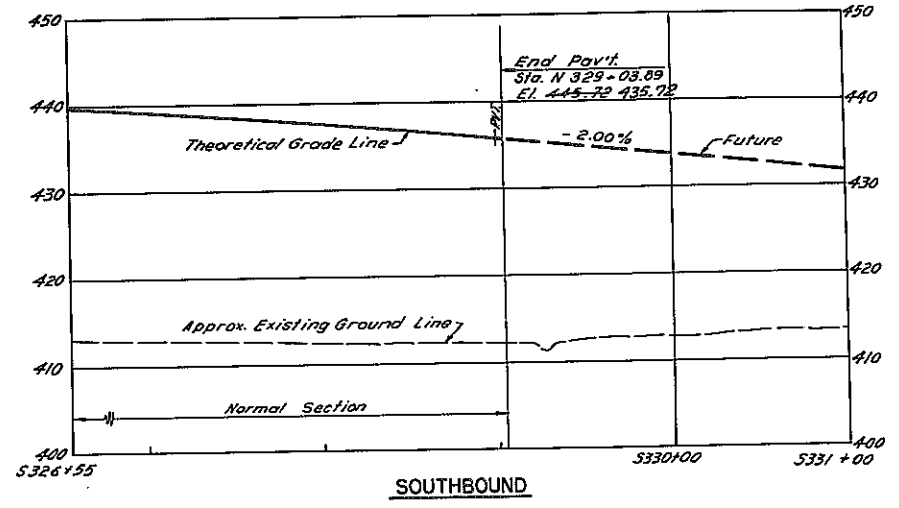 450
450
End Pav't.
Sta. N 329+03.89
El. 445.72 435.72
440
440
PVT
Theoretical Grade Line
- 2.00%
Future
430
430
420
420
Approx. Existing Ground Line
410
410
Normal Section
400
400
S326+55
S330+00
S331+00
SOUTHBOUND